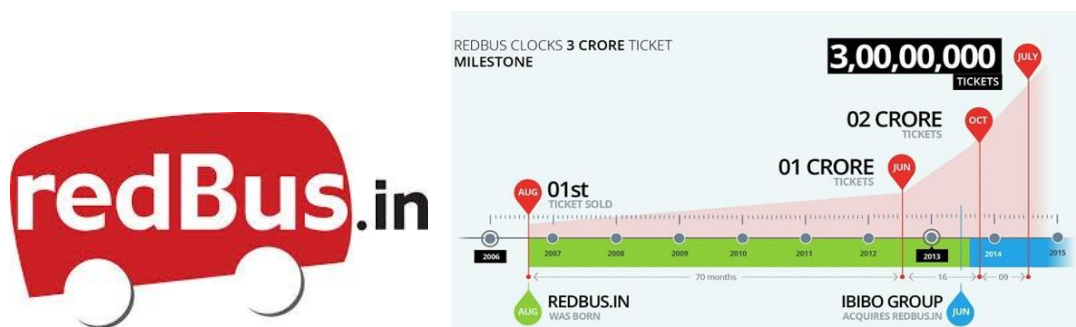 redBus.in
REDBUS CLOCKS 3 CRORE TICKET
MILESTONE
3,00,00,000
TICKETS
JULY
02 CRORE
TICKETS
OCT
01 CRORE
TICKETS
JUN
AUG
01st
TICKET SOLD
2006
2007
2008
2009
2010
2011
2012
2013
2014
2015
70 months
16
09
AUG
REDBUS.IN
WAS BORN
IBIBO GROUP
ACQUIRES REDBUS.IN
JUN